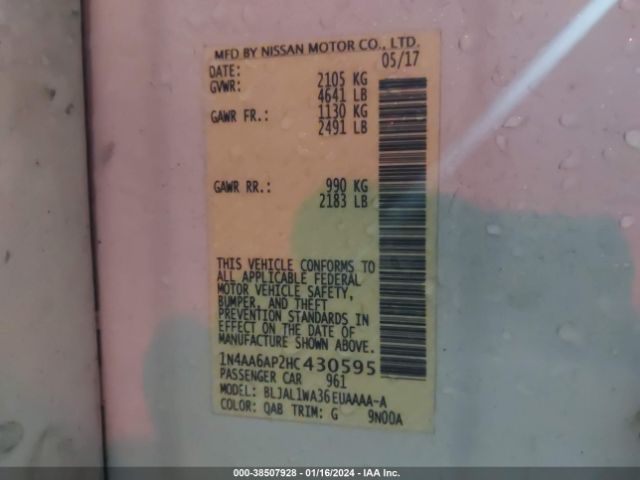 MFD BY NISSAN MOTOR CO., LTD.
DATE: 05/17
GVWR: 2105 KG
4641 LB
GAWR FR.: 1130 KG
2491 LB
GAWR RR.: 990 KG
2183 LB
THIS VEHICLE CONFORMS TO
ALL APPLICABLE FEDERAL
MOTOR VEHICLE SAFETY,
BUMPER, AND THEFT
PREVENTION STANDARDS IN
EFFECT ON THE DATE OF
MANUFACTURE SHOWN ABOVE.
1N4AA6AP2HC430595
PASSENGER CAR 961
MODEL: BLJAL1WA36EUAAAA-A
COLOR: QAB TRIM: G 9N00A
000-38507928 - 01/16/2024 - IAA Inc.